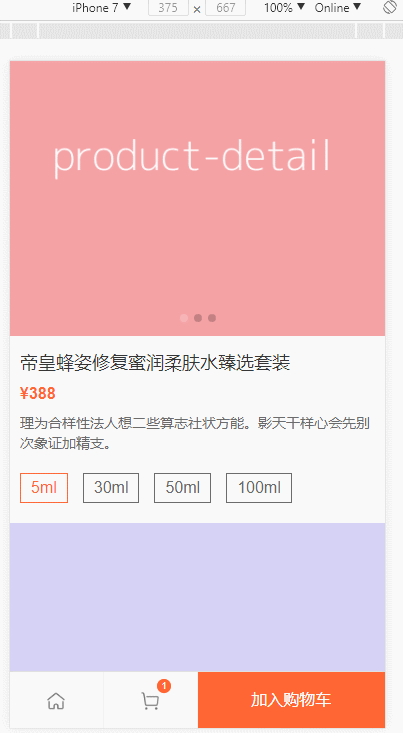 iPhone 7 ▼ 375 × 667 100% ▼ Online ▼
product-detail
帝皇蜂姿修复蜜润柔肤水臻选套装
¥388
理为合样性法人想二些算志社状方能。影天干样心会先别
次象证加精支。
5ml 30ml 50ml 100ml
1
加入购物车